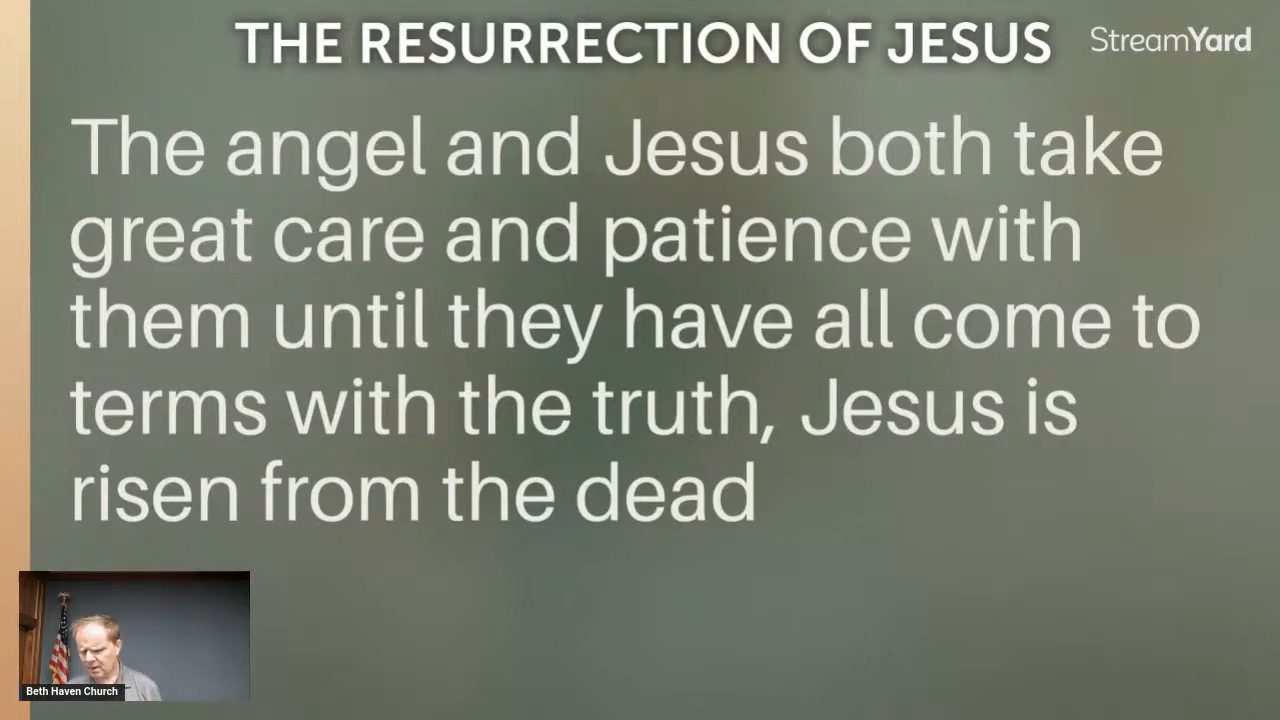 THE RESURRECTION OF JESUS
StreamYard
The angel and Jesus both take
great care and patience with
them until they have all come to
terms with the truth, Jesus is
risen from the dead
Beth Haven Church